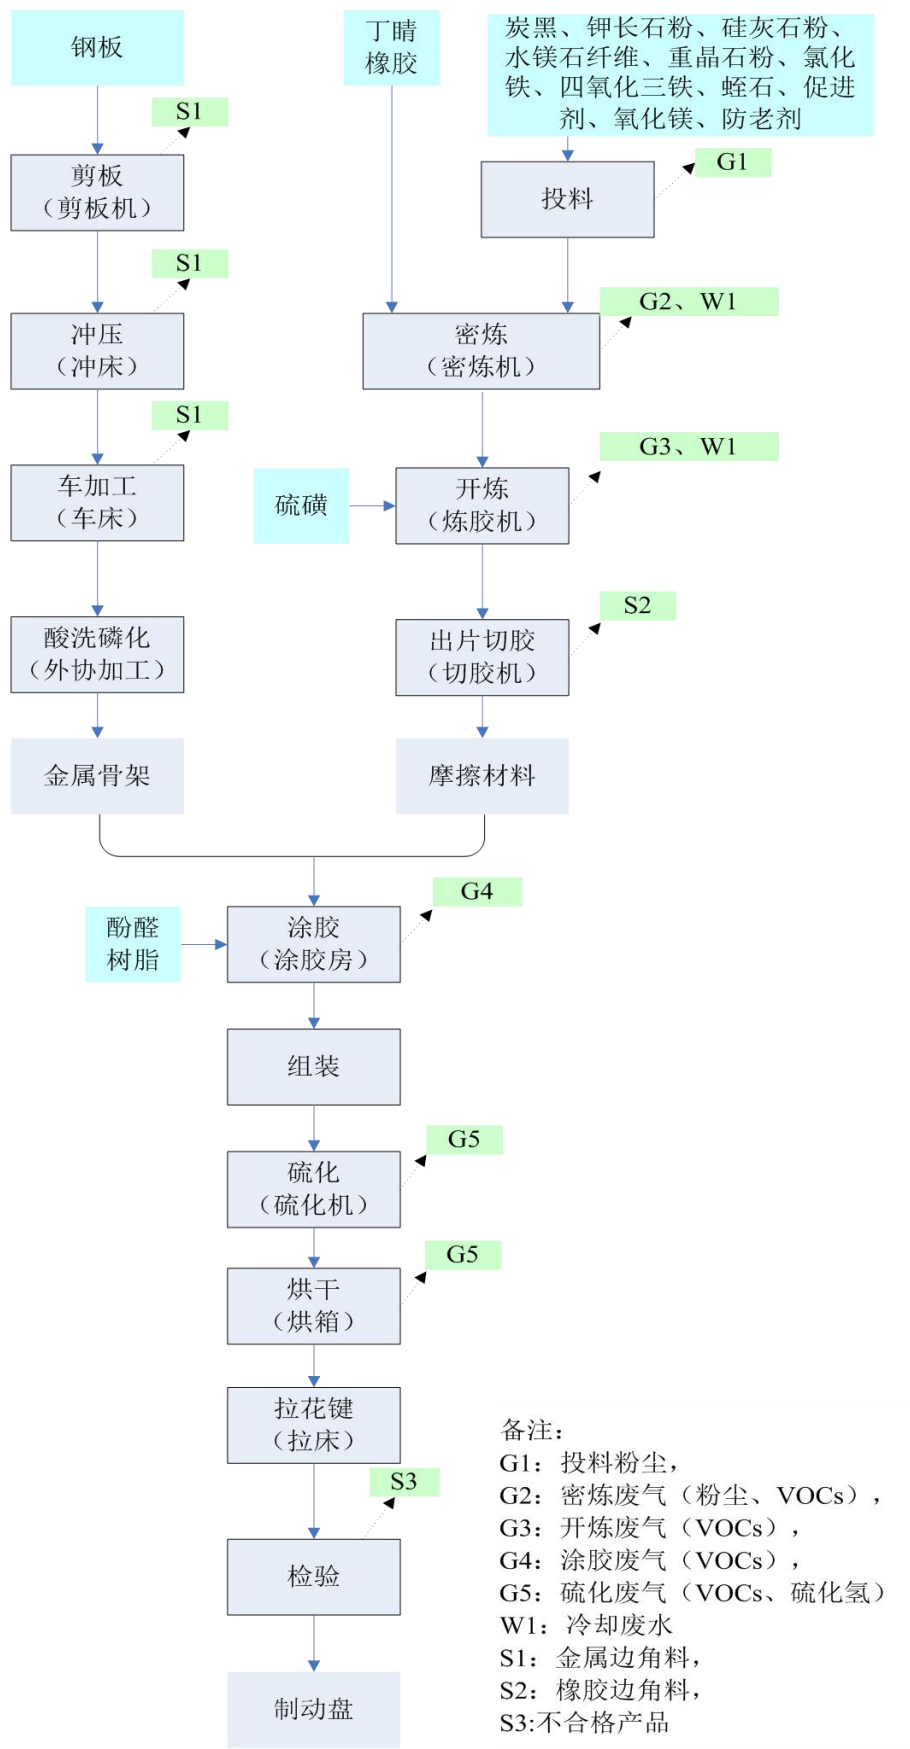 钢板
丁晴
橡胶
炭黑、钾长石粉、硅灰石粉、
水镁石纤维、重晶石粉、氯化
铁、四氧化三铁、蛭石、促进
剂、氧化镁、防老剂
S1
剪板
（剪板机）
投料
G1
S1
冲压
（冲床）
G2、W1
密炼
（密炼机）
S1
车加工
（车床）
G3、W1
硫磺
开炼
（炼胶机）
酸洗磷化
（外协加工）
S2
出片切胶
（切胶机）
金属骨架
摩擦材料
G4
酚醛
树脂
涂胶
（涂胶房）
组装
G5
硫化
（硫化机）
G5
烘干
（烘箱）
拉花键
（拉床）
S3
检验
制动盘
备注：
G1：投料粉尘，
G2：密炼废气（粉尘、VOCs），
G3：开炼废气（VOCs），
G4：涂胶废气（VOCs），
G5：硫化废气（VOCs、硫化氢）
W1：冷却废水
S1：金属边角料，
S2：橡胶边角料，
S3:不合格产品